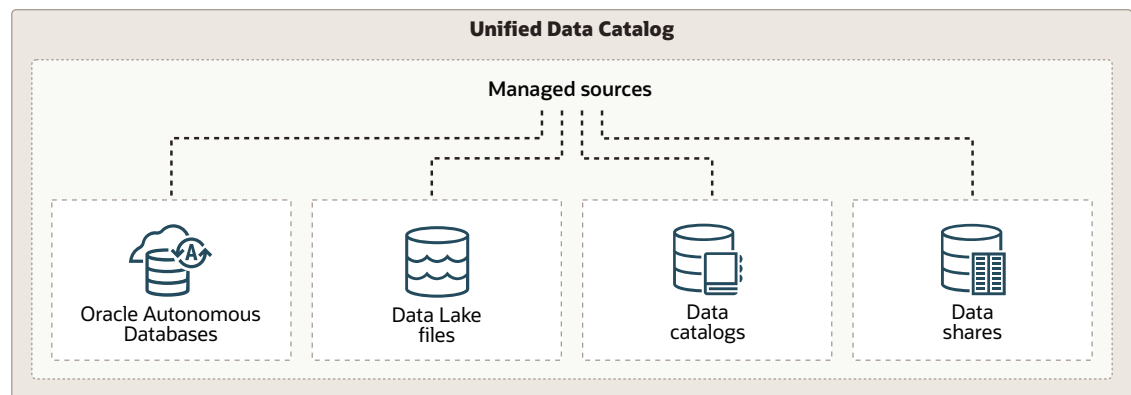 Unified Data Catalog
Managed sources
A
Oracle Autonomous
Databases
Data Lake
files
Data
catalogs
Data
shares